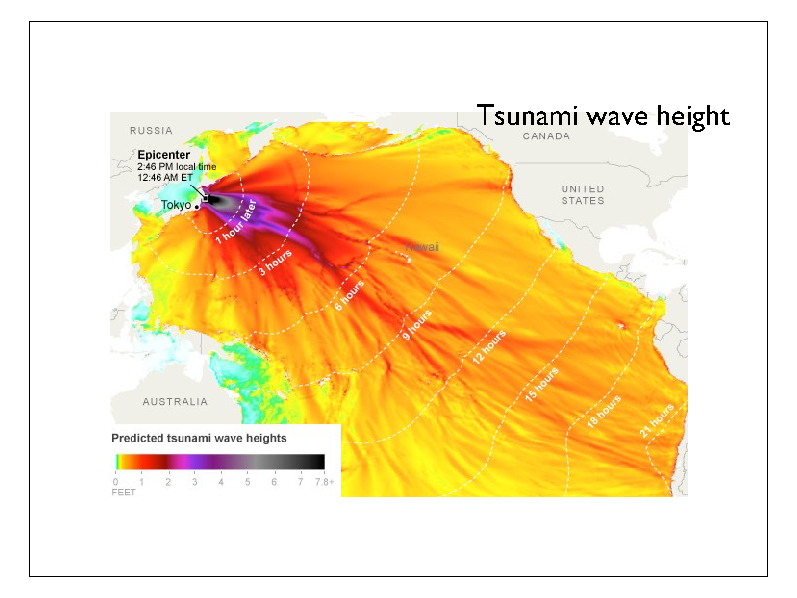 Tsunami wave height
RUSSIA
CANADA
Epicenter
2:46 PM local time
12:46 AM ET
UNITED
STATES
Tokyo
1 hour later
Hawai
3 hours
6 hours
9 hours
12 hours
15 hours
18 hours
21 hours
AUSTRALIA
Predicted tsunami wave heights
0 1 2 3 4 5 6 7 7.8+
FEET